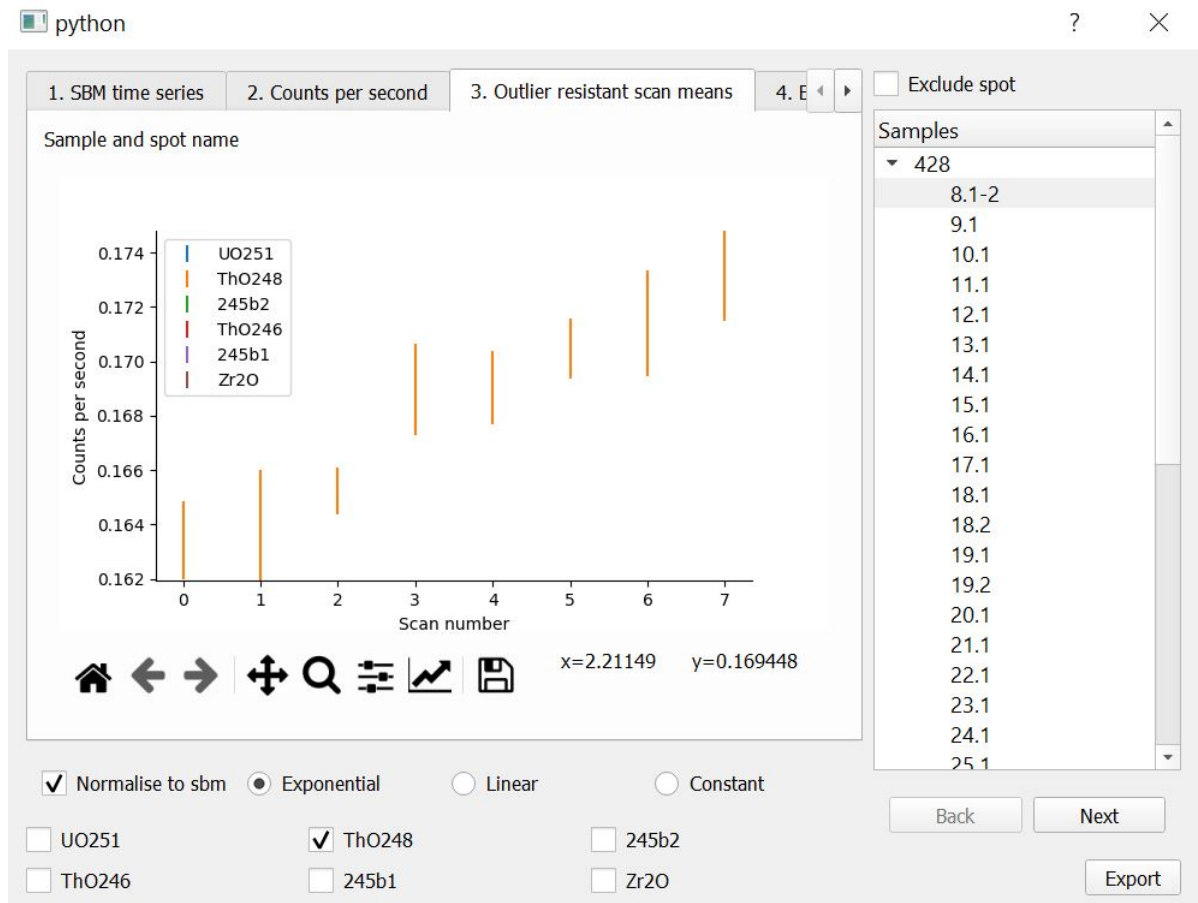 python
?
1. SBM time series
2. Counts per second
3. Outlier resistant scan means
4. E
Exclude spot
Sample and spot name
Samples
428
8.1-2
9.1
10.1
11.1
12.1
13.1
14.1
15.1
16.1
17.1
18.1
18.2
19.1
19.2
20.1
21.1
22.1
23.1
24.1
25.1
Counts per second
0.174
0.172
0.170
0.168
0.166
0.164
0.162
UO251
ThO248
245b2
ThO246
245b1
Zr2O
0 1 2 3 4 5 6 7
Scan number
x=2.21149 y=0.169448
Normalise to sbm
Exponential
Linear
Constant
UO251
ThO248
245b2
ThO246
245b1
Zr2O
Back
Next
Export